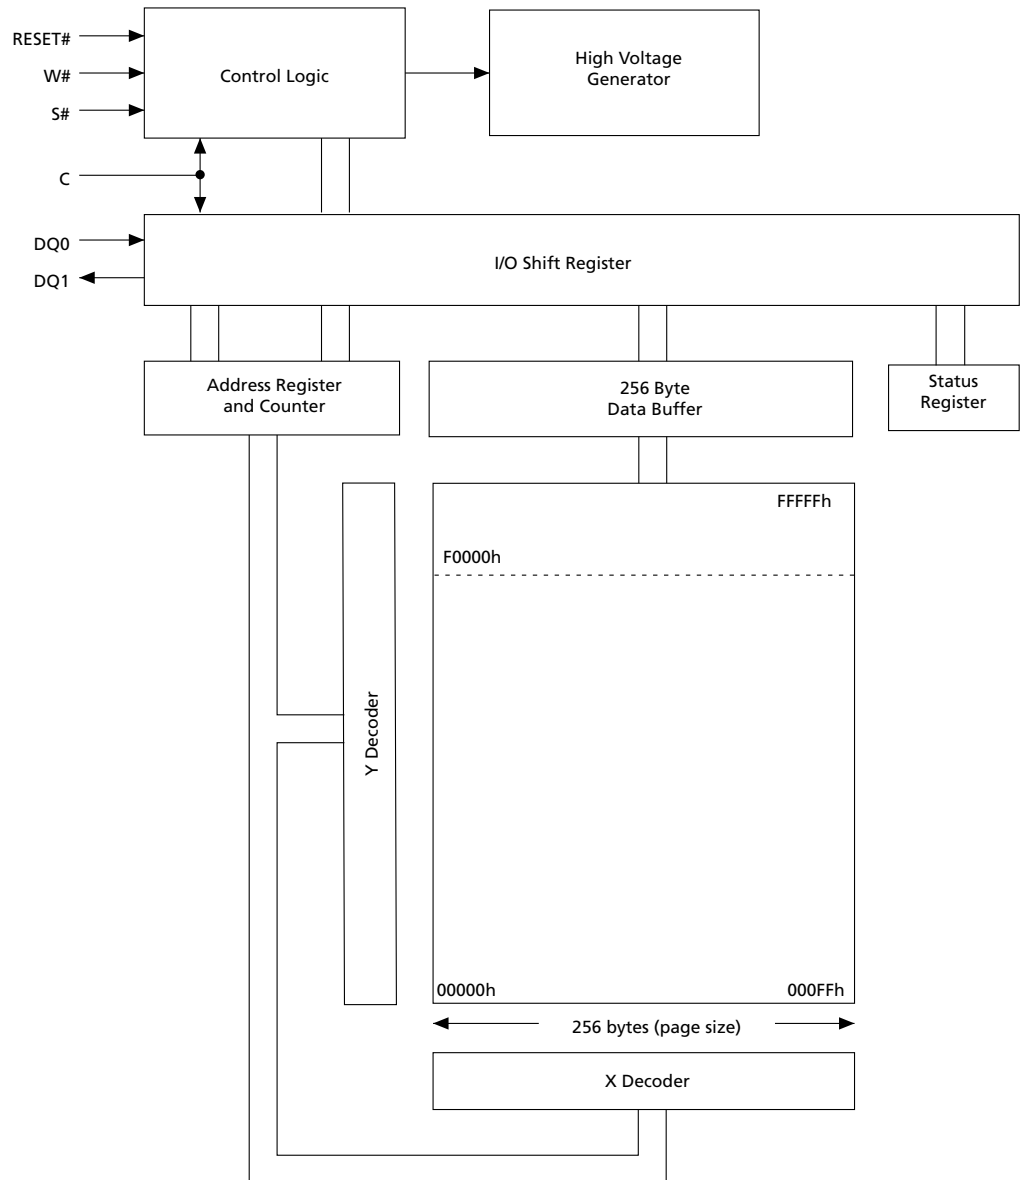 RESET#
W#
S#
C
DQ0
DQ1
Control Logic
High Voltage
Generator
I/O Shift Register
Address Register
and Counter
256 Byte
Data Buffer
Status
Register
Y Decoder
FFFFFh
F0000h
00000h
000FFh
256 bytes (page size)
X Decoder